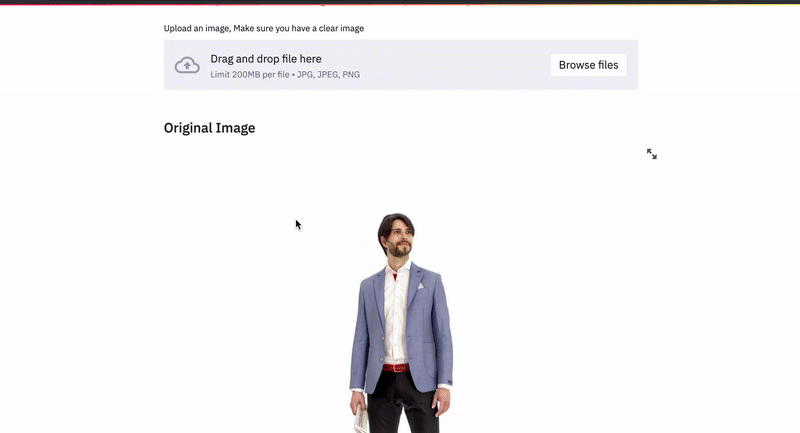 Upload an image, Make sure you have a clear image
Drag and drop file here
Limit 200MB per file • JPG, JPEG, PNG
Browse files
Original Image